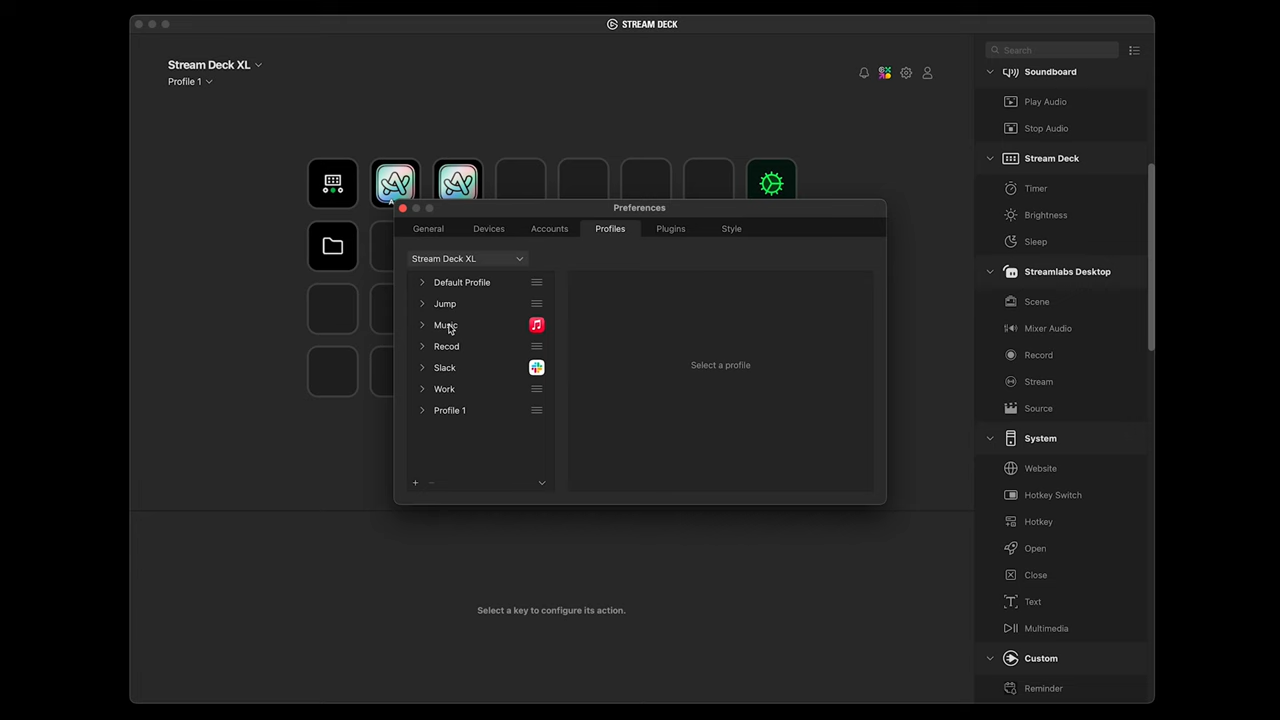 STREAM DECK
Stream Deck XL
Profile 1
Search
Soundboard
Play Audio
Stop Audio
Stream Deck
Timer
Brightness
Sleep
Streamlabs Desktop
Scene
Mixer Audio
Record
Stream
Source
System
Website
Hotkey Switch
Hotkey
Open
Close
Text
Multimedia
Custom
Reminder
Preferences
General Devices Accounts Profiles Plugins Style
Stream Deck XL
Default Profile
Jump
Music
Recod
Slack
Work
Profile 1
Select a profile
Select a key to configure its action.